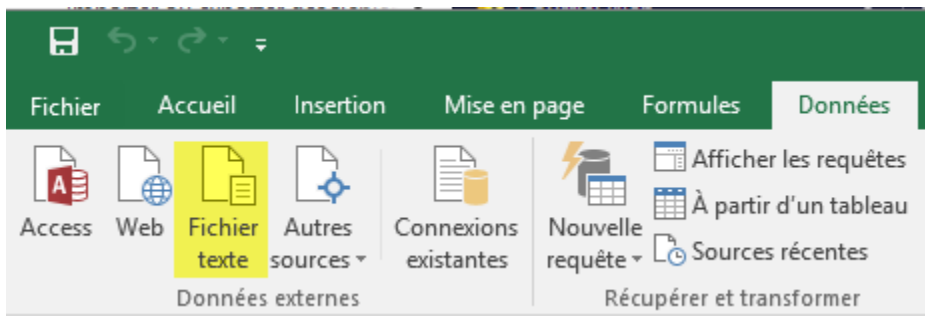 Fichier Accueil Insertion Mise en page Formules Données
Access Web Fichier texte Autres sources Connexions existantes Nouvelle requête
Afficher les requêtes
À partir d'un tableau
Sources récentes
Données externes Récupérer et transformer